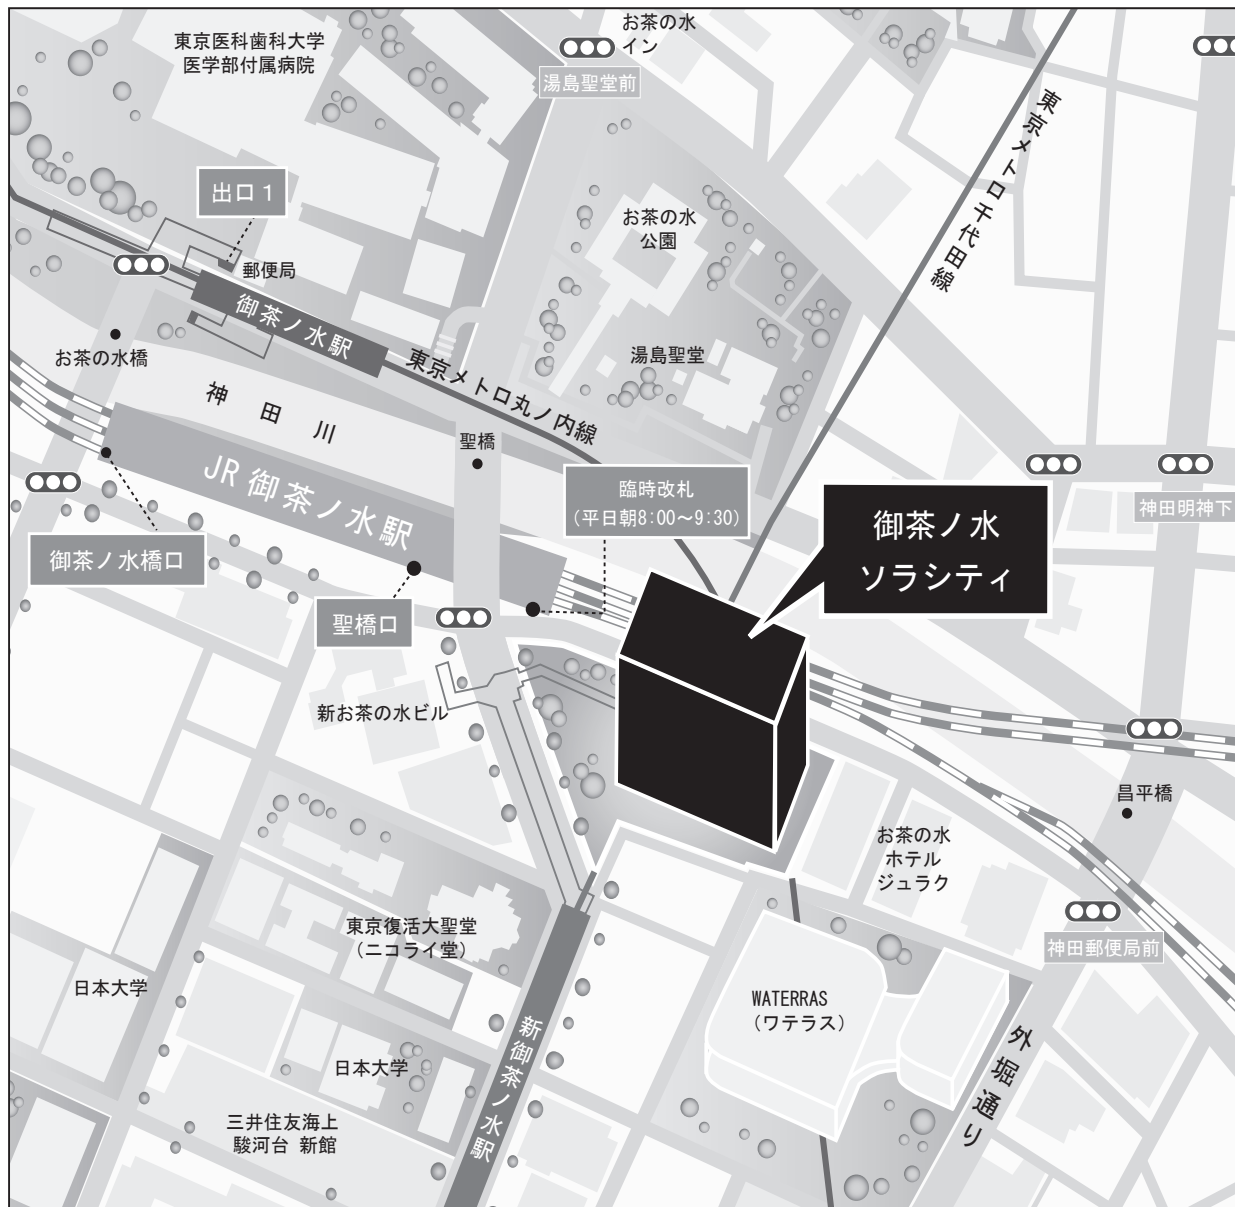 東京医科歯科大学
医学部付属病院
お茶の水
イン
湯島聖堂前
東京メトロ千代田線
出口1
郵便局
お茶の水
公園
御茶ノ水駅
お茶の水橋
湯島聖堂
東京メトロ丸ノ内線
神田川
聖橋
JR御茶ノ水駅
臨時改札
(平日朝8:00〜9:30)
御茶ノ水
ソラシティ
神田明神下
御茶ノ水橋口
聖橋口
新お茶の水ビル
昌平橋
お茶の水
ホテル
ジュラク
東京復活大聖堂
(ニコライ堂)
神田郵便局前
日本大学
WATERRAS
(ワテラス)
新御茶ノ水駅
外堀通り
日本大学
三井住友海上
駿河台 新館